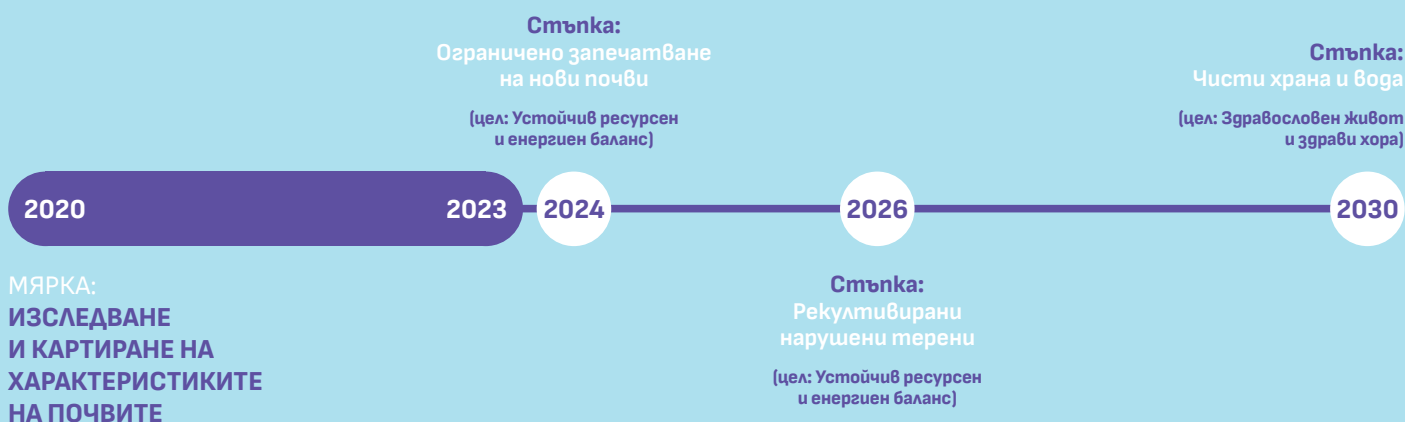 Стъпка:
Ограничено запечатване
на нови почви
(цел: Устойчив ресурсен
и енергиен баланс)
Стъпка:
Чисти храна и вода
(цел: Здравословен живот
и здрави хора)
2020
2023
2024
2026
2030
МЯРКА:
ИЗСЛЕДВАНЕ
И КАРТИРАНЕ НА
ХАРАКТЕРИСТИКИТЕ
НА ПОЧВИТЕ
Стъпка:
Рекултивирани
нарушени терени
(цел: Устойчив ресурсен
и енергиен баланс)